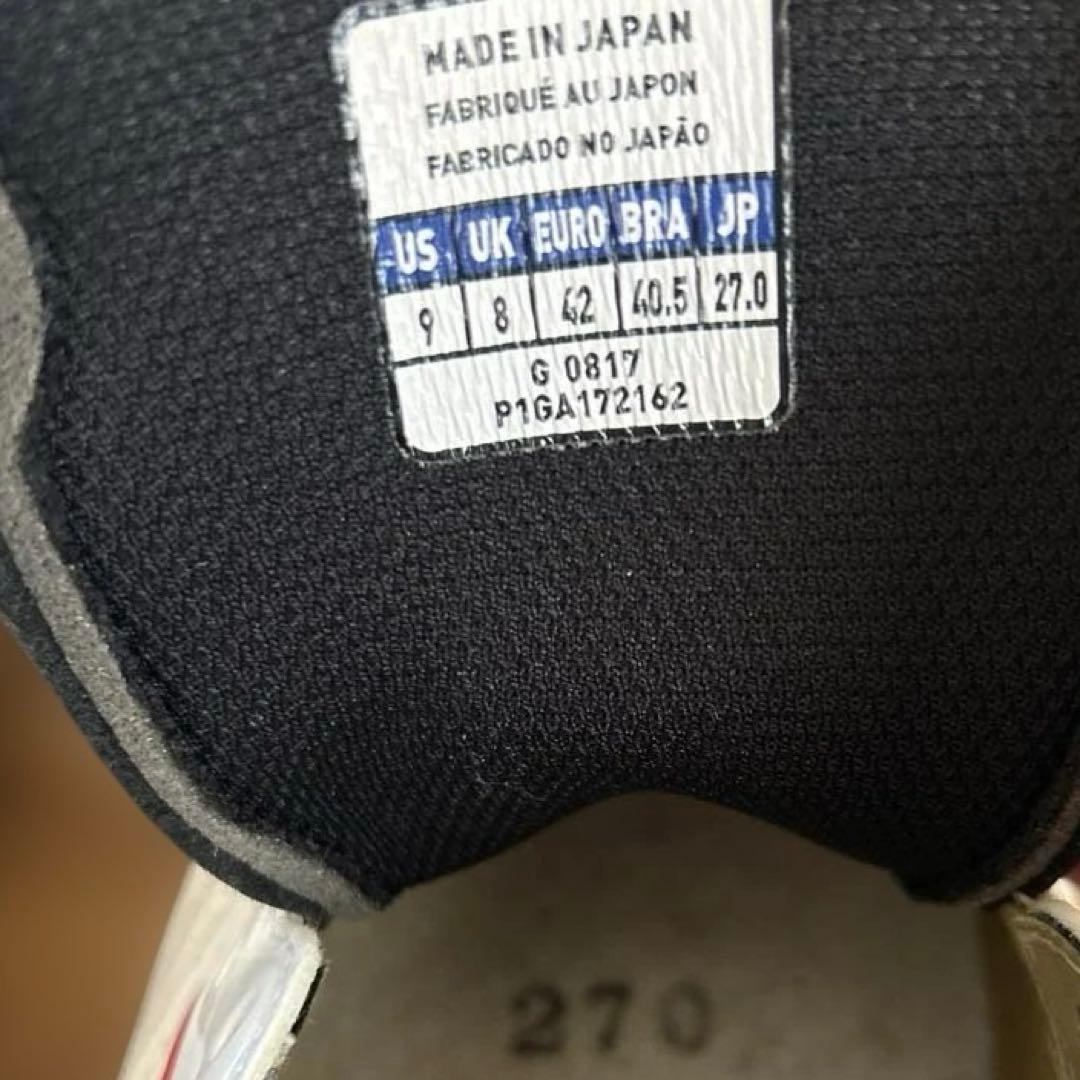 MADE IN JAPAN
FABRIQUÉ AU JAPON
FABRICADO NO JAPÃO
US UK EURO BRA JP
9 8 42 40.5 27.0
G 0817
P1GA172162
270